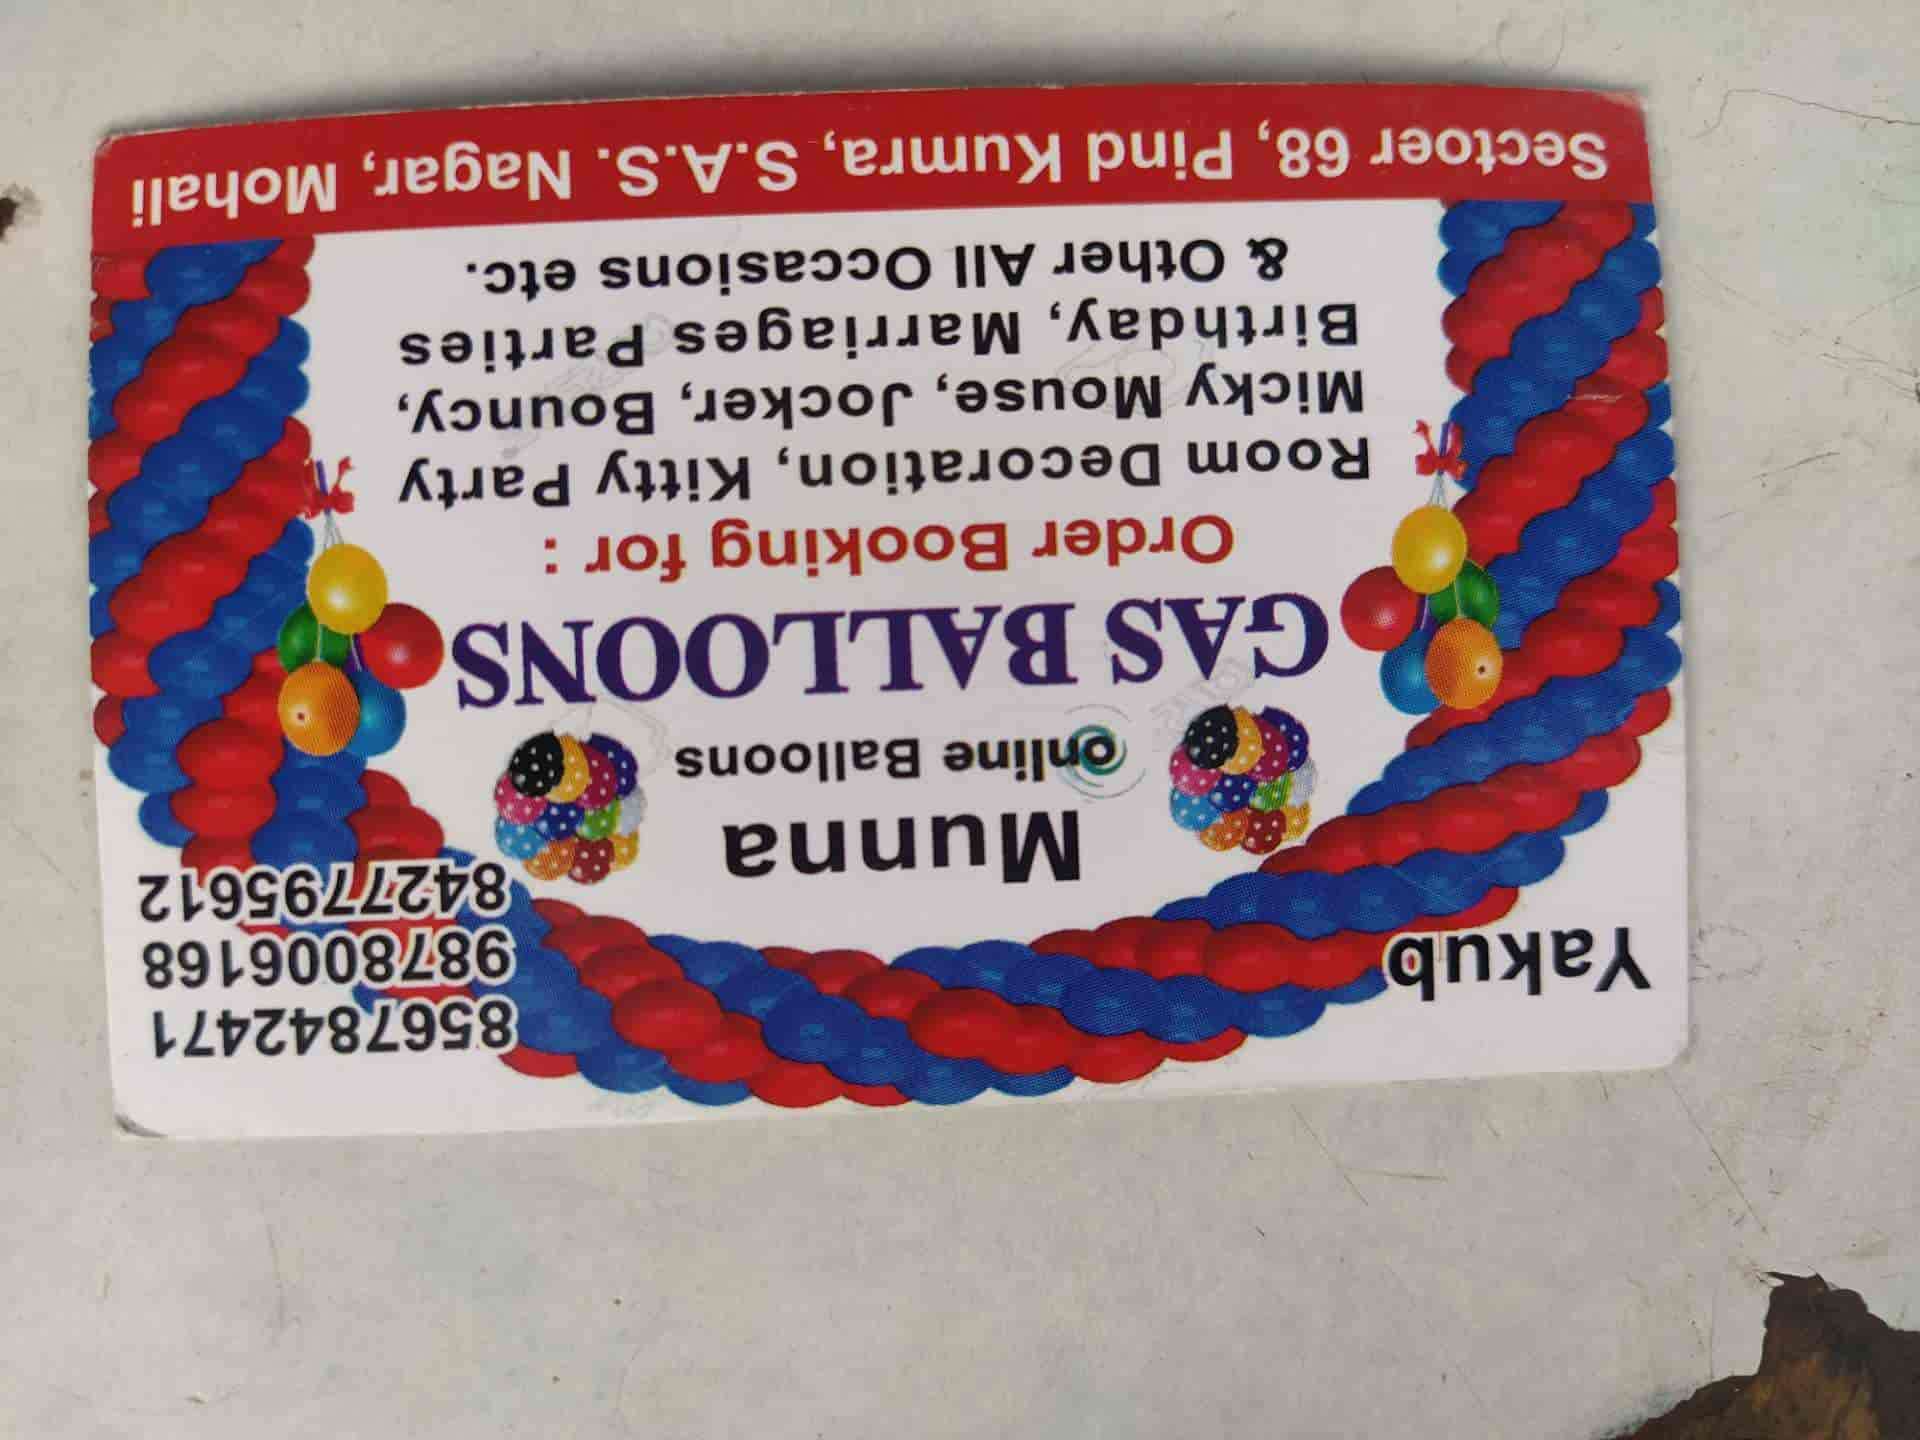 Yakub
8567842471
9878006168
8427795612
Munna
online Balloons
GAS BALLOONS
Order Booking for :
Room Decoration, Kitty Party
Micky Mouse, Jocker, Bouncy,
Birthday, Marriages Parties
& Other All Occasions etc.
Sectoer 68, Pind Kumra, S.A.S. Nagar, Mohali